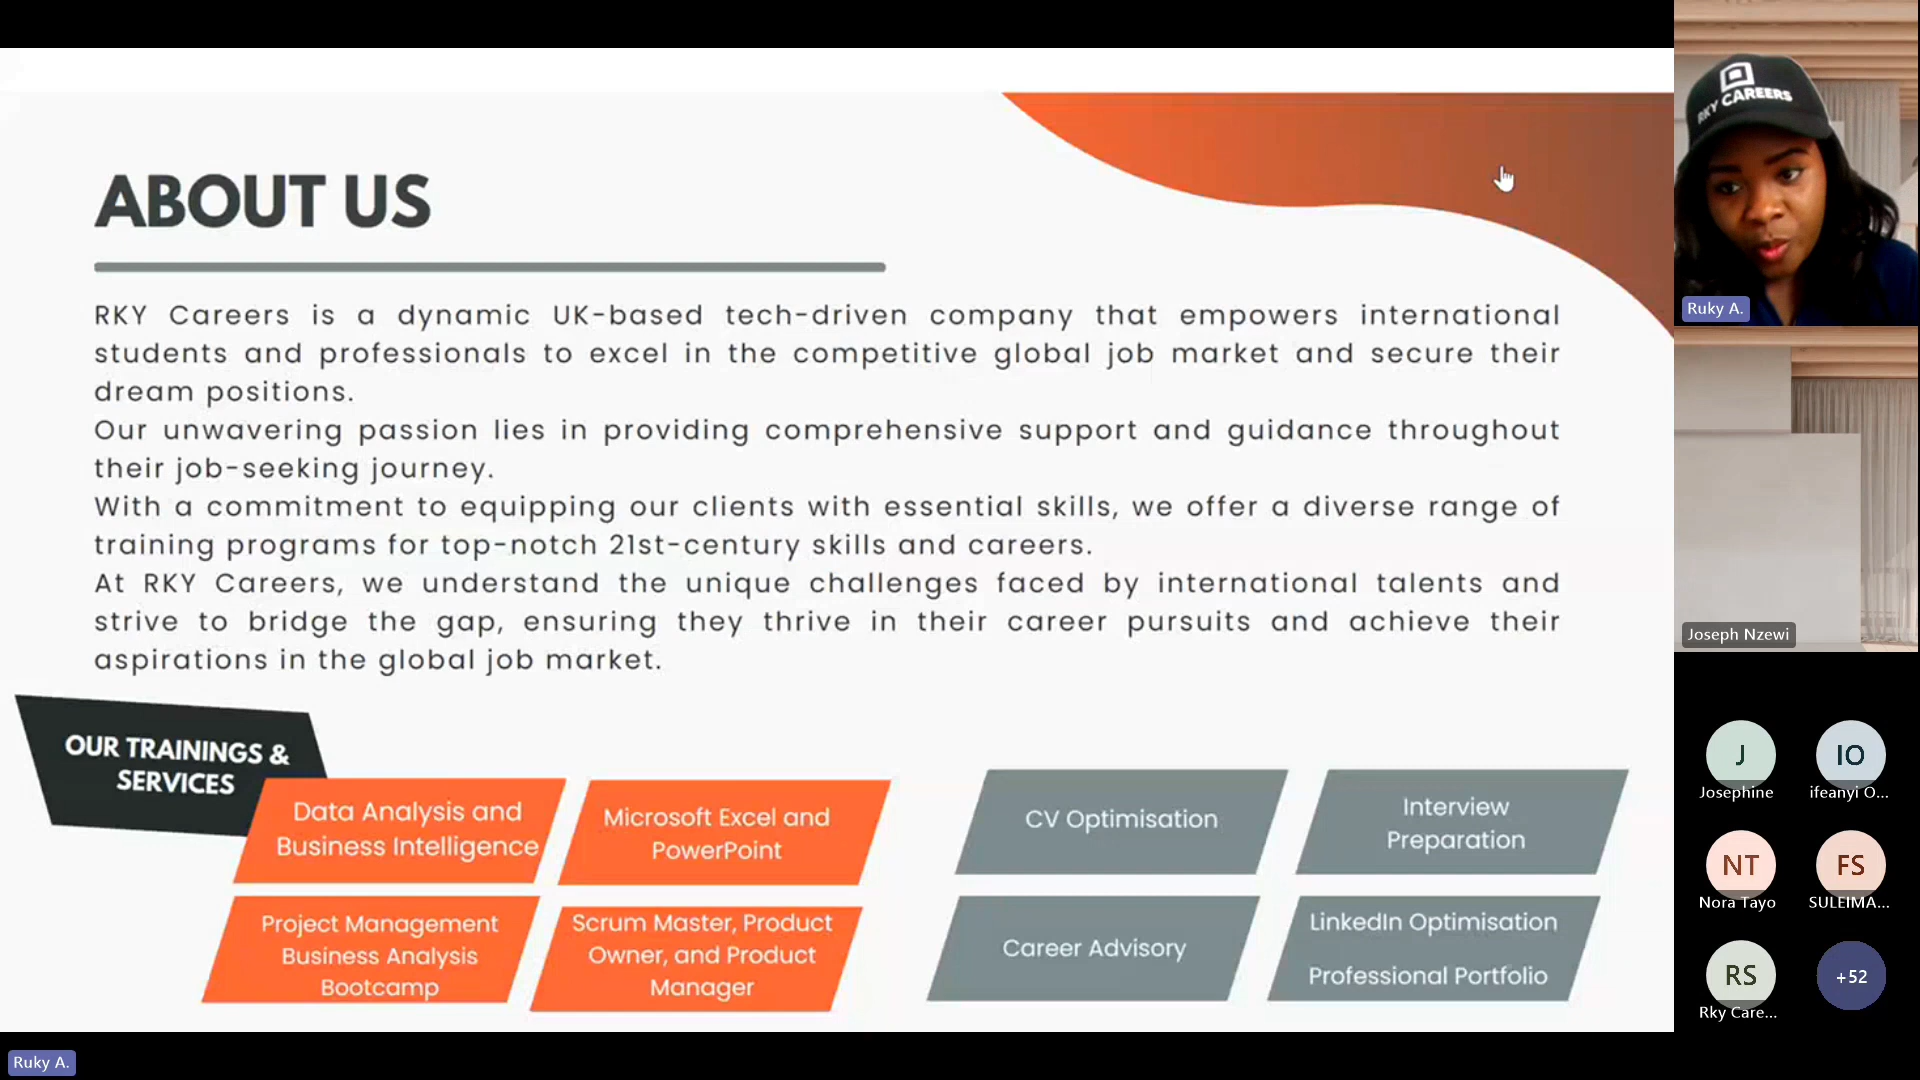 ABOUT US
RKY Careers is a dynamic UK-based tech-driven company that empowers international
students and professionals to excel in the competitive global job market and secure their
dream positions.
Our unwavering passion lies in providing comprehensive support and guidance throughout
their job-seeking journey.
With a commitment to equipping our clients with essential skills, we offer a diverse range of
training programs for top-notch 21st-century skills and careers.
At RKY Careers, we understand the unique challenges faced by international talents and
strive to bridge the gap, ensuring they thrive in their career pursuits and achieve their
aspirations in the global job market.
OUR TRAININGS &
SERVICES
Data Analysis and
Business Intelligence
Microsoft Excel and
PowerPoint
Project Management
Business Analysis
Bootcamp
Scrum Master, Product
Owner, and Product
Manager
CV Optimisation
Interview
Preparation
Career Advisory
LinkedIn Optimisation
Professional Portfolio
RKY CAREERS
Ruky A.
Joseph Nzewi
J
Josephine
IO
ifeanyi O...
NT
Nora Tayo
FS
SULEIMA...
RS
Rky Care...
+52
Ruky A.